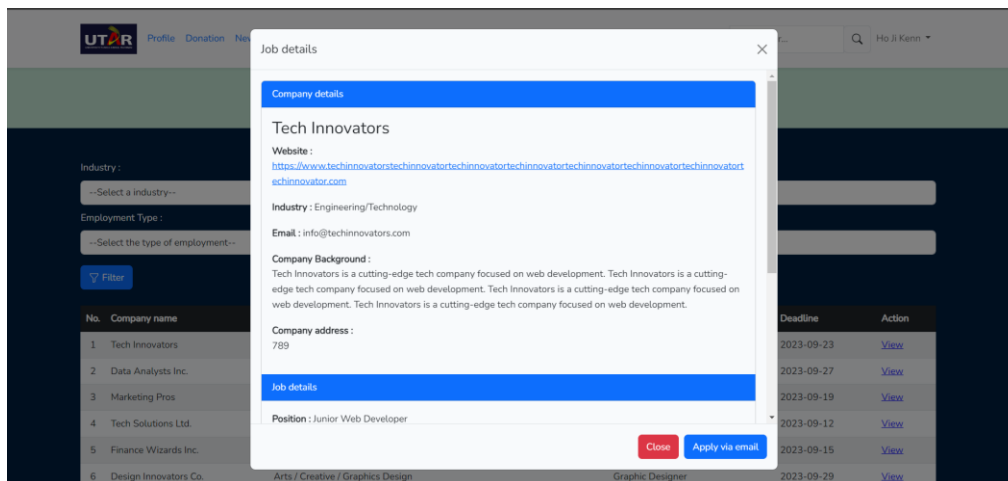 UTAR
Profile Donation
Ho Ji Kenn
Job details
Company details
Tech Innovators
Website :
https://www.techinnovatorstechinnovatortechinnovatortechinnovatortechinnovatortechinnovatortechinnovatort
echinnovator.com
Industry : Engineering/Technology
Email : info@techinnovators.com
Company Background :
Tech Innovators is a cutting-edge tech company focused on web development. Tech Innovators is a cutting-
edge tech company focused on web development. Tech Innovators is a cutting-edge tech company focused on
web development. Tech Innovators is a cutting-edge tech company focused on web development.
Company address :
789
Job details
Position : Junior Web Developer
Close Apply via email
Industry :
--Select a industry--
Employment Type :
--Select the type of employment--
Filter
No. Company name Deadline Action
1 Tech Innovators 2023-09-23 View
2 Data Analysts Inc. 2023-09-27 View
3 Marketing Pros 2023-09-19 View
4 Tech Solutions Ltd. 2023-09-12 View
5 Finance Wizards Inc. 2023-09-15 View
6 Design Innovators Co. Arts / Creative / Graphics Design Graphic Designer 2023-09-29 View